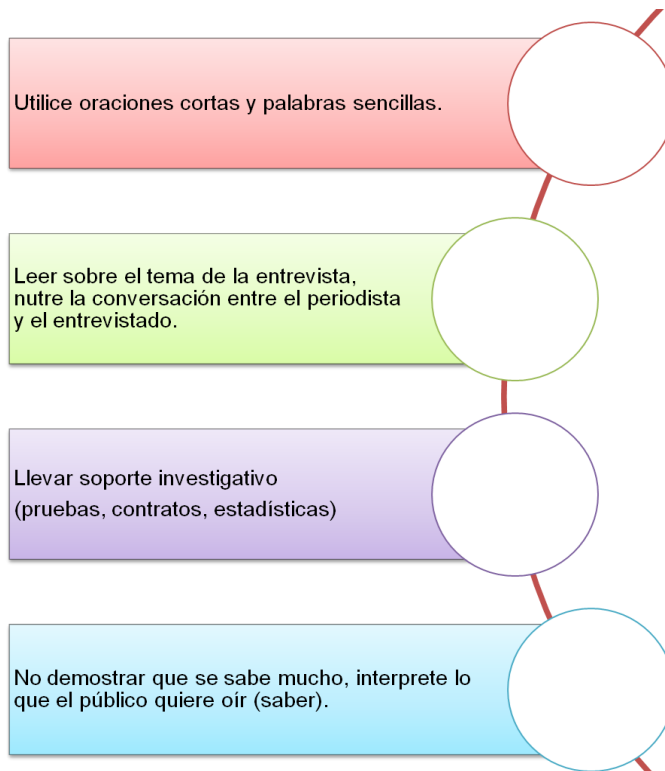 Utilice oraciones cortas y palabras sencillas.
Leer sobre el tema de la entrevista,
nutre la conversación entre el periodista
y el entrevistado.
Llevar soporte investigativo
(pruebas, contratos, estadísticas)
No demostrar que se sabe mucho, interprete lo
que el público quiere oír (saber).